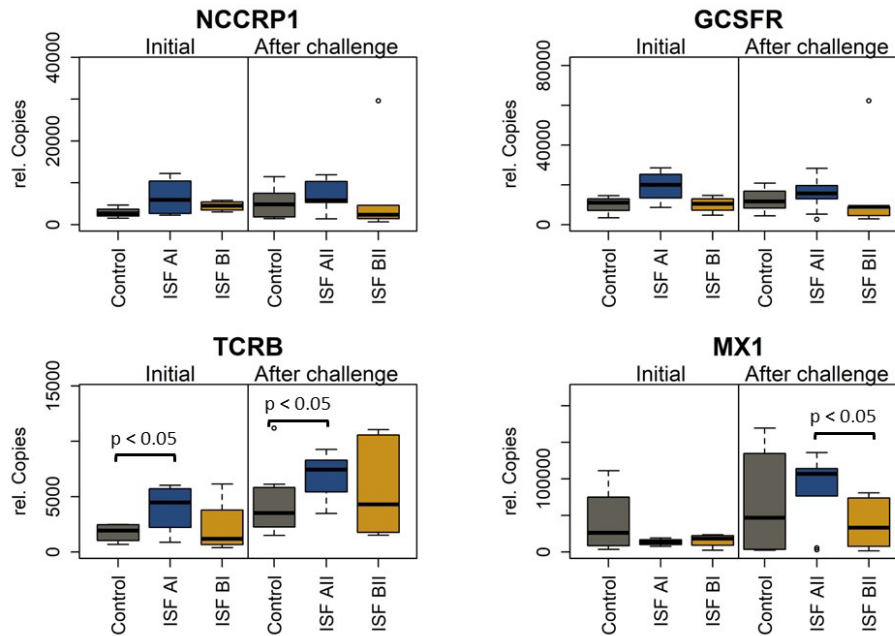 NCCRP1
Initial After challenge
rel. Copies
40000
20000
0
Control
ISF AI
ISF BI
Control
ISF AII
ISF BII
GCSFR
Initial After challenge
rel. Copies
80000
40000
0
Control
ISF AI
ISF BI
Control
ISF AII
ISF BII
TCRB
Initial After challenge
rel. Copies
15000
5000
0
p < 0.05
p < 0.05
Control
ISF AI
ISF BI
Control
ISF AII
ISF BII
MX1
Initial After challenge
rel. Copies
100000
0
p < 0.05
Control
ISF AI
ISF BI
Control
ISF AII
ISF BII